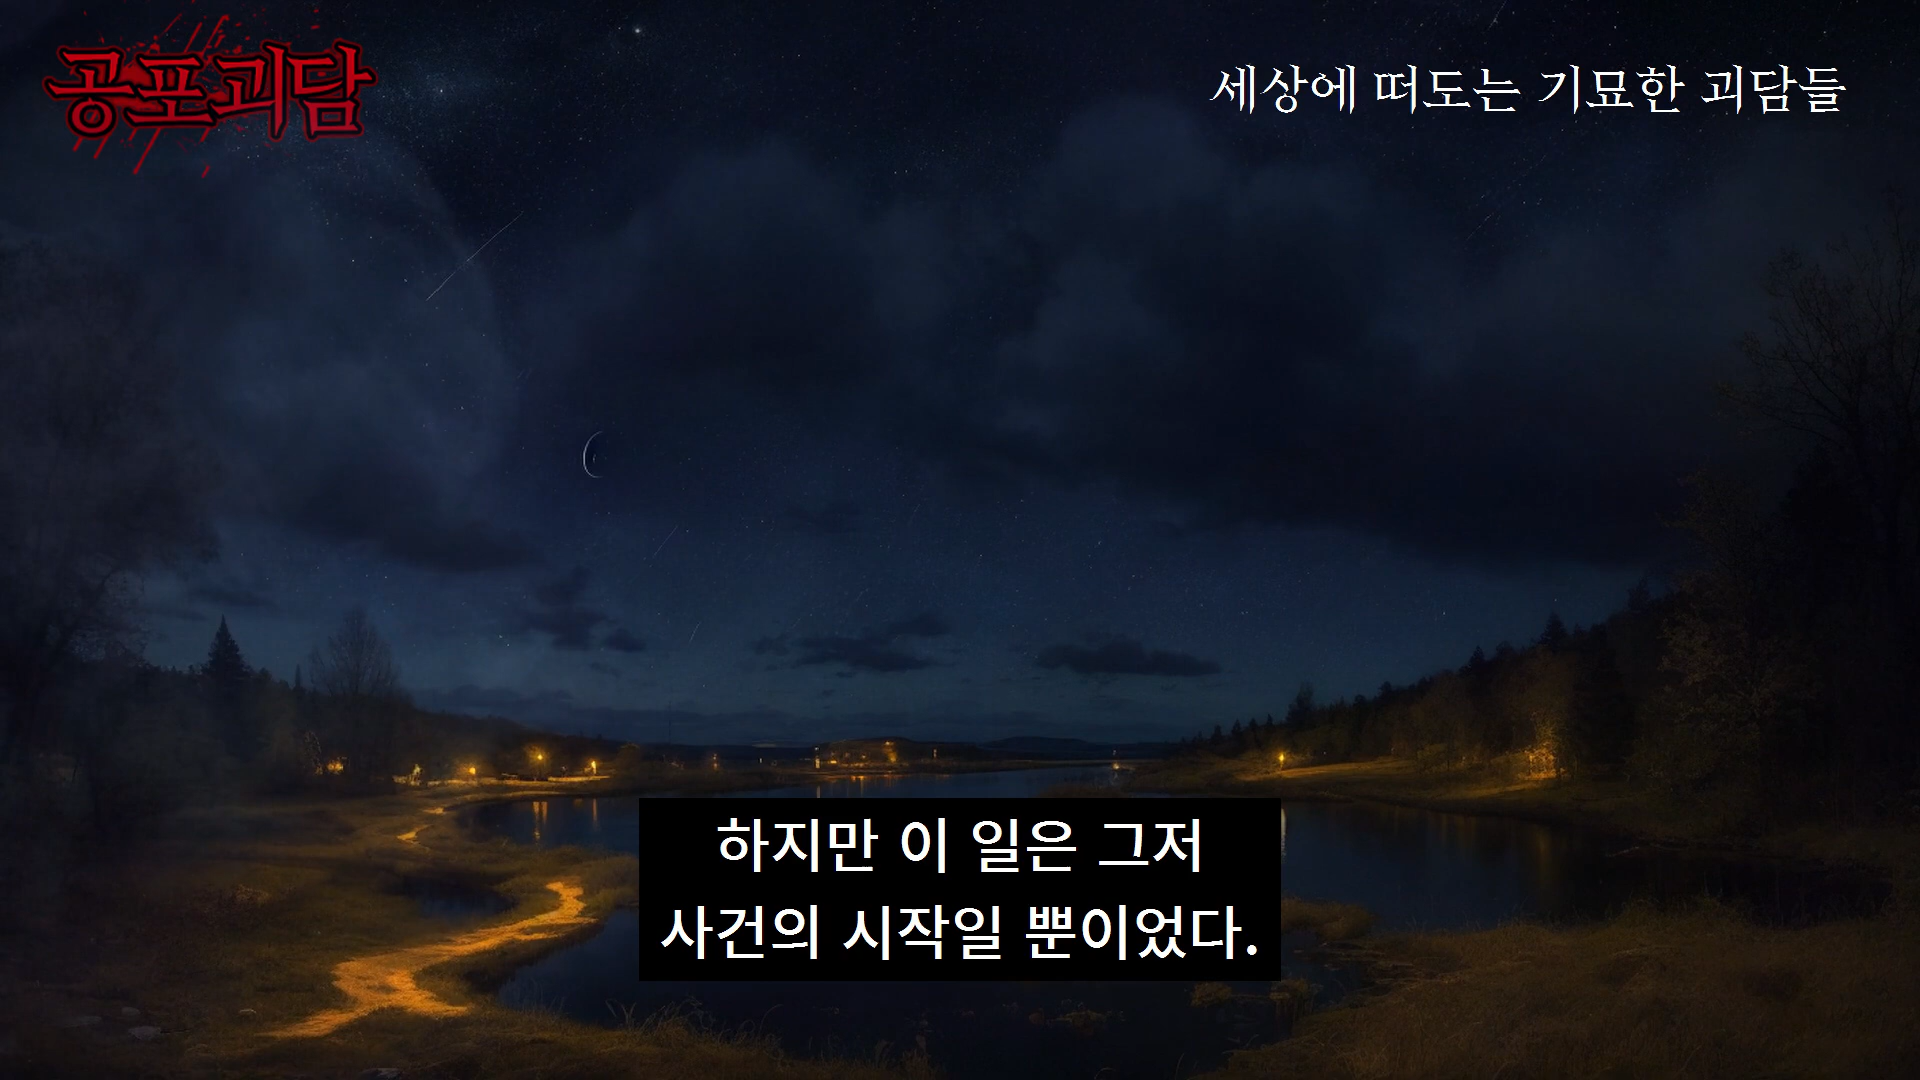 공포괴담
세상에 떠도는 기묘한 괴담들
하지만 이 일은 그저
사건의 시작일 뿐이었다.